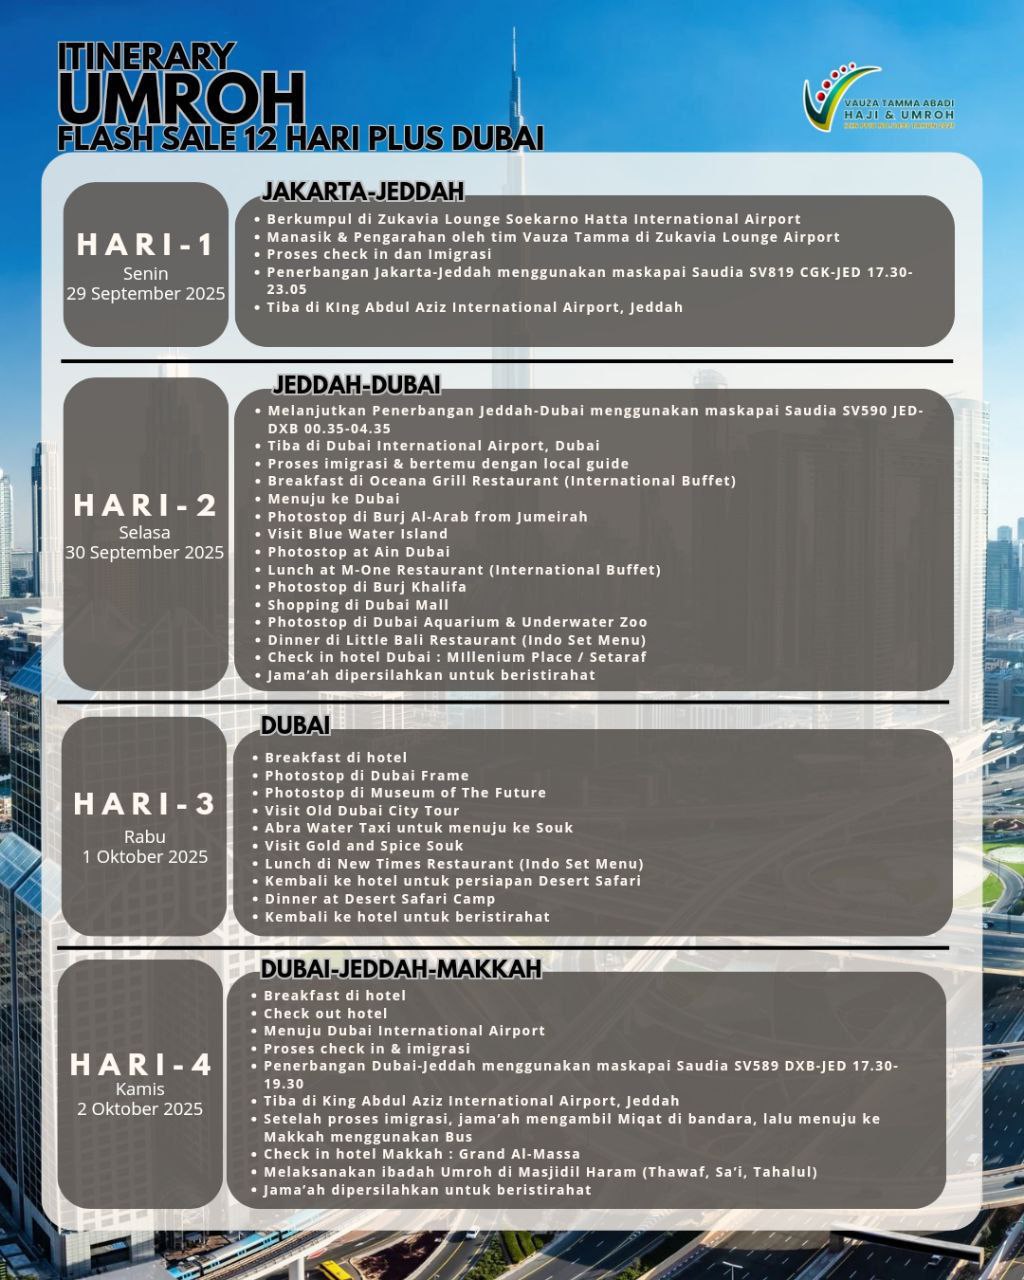 ITINERARY
UMROH
FLASH SALE 12 HARI PLUS DUBAI
VAUZA TAMMA ABADI
HAJI & UMROH
HARI-1
Senin
29 September 2025
JAKARTA-JEDDAH
• Berkumpul di Zukavia Lounge Soekarno Hatta International Airport
• Manasik & Pengarahan oleh tim Vauza Tamma di Zukavia Lounge Airport
• Proses check in dan Imigrasi
• Penerbangan Jakarta-Jeddah menggunakan maskapai Saudia SV819 CGK-JED 17.30-
23.05
• Tiba di KIng Abdul Aziz International Airport, Jeddah
HARI-2
Selasa
30 September 2025
JEDDAH-DUBAI
• Melanjutkan Penerbangan Jeddah-Dubai menggunakan maskapai Saudia SV590 JED-
DXB 00.35-04.35
• Tiba di Dubai International Airport, Dubai
• Proses imigrasi & bertemu dengan local guide
• Breakfast di Oceana Grill Restaurant (International Buffet)
• Menuju ke Dubai
• Photostop di Burj Al-Arab from Jumeirah
• Visit Blue Water Island
• Photostop at Ain Dubai
• Lunch at M-One Restaurant (International Buffet)
• Photostop di Burj Khalifa
• Shopping di Dubai Mall
• Photostop di Dubai Aquarium & Underwater Zoo
• Dinner di Little Bali Restaurant (Indo Set Menu)
• Check in hotel Dubai : MIllenium Place / Setaraf
• Jama’ah dipersilahkan untuk beristirahat
HARI-3
Rabu
1 Oktober 2025
DUBAI
• Breakfast di hotel
• Photostop di Dubai Frame
• Photostop di Museum of The Future
• Visit Old Dubai City Tour
• Abra Water Taxi untuk menuju ke Souk
• Visit Gold and Spice Souk
• Lunch di New Times Restaurant (Indo Set Menu)
• Kembali ke hotel untuk persiapan Desert Safari
• Dinner at Desert Safari Camp
• Kembali ke hotel untuk beristirahat
HARI-4
Kamis
2 Oktober 2025
DUBAI-JEDDAH-MAKKAH
• Breakfast di hotel
• Check out hotel
• Menuju Dubai International Airport
• Proses check in & imigrasi
• Penerbangan Dubai-Jeddah menggunakan maskapai Saudia SV589 DXB-JED 17.30-
19.30
• Tiba di King Abdul Aziz International Airport, Jeddah
• Setelah proses imigrasi, jama’ah mengambil Miqat di bandara, lalu menuju ke
Makkah menggunakan Bus
• Check in hotel Makkah : Grand Al-Massa
• Melaksanakan ibadah Umroh di Masjidil Haram (Thawaf, Sa’i, Tahalul)
• Jama’ah dipersilahkan untuk beristirahat